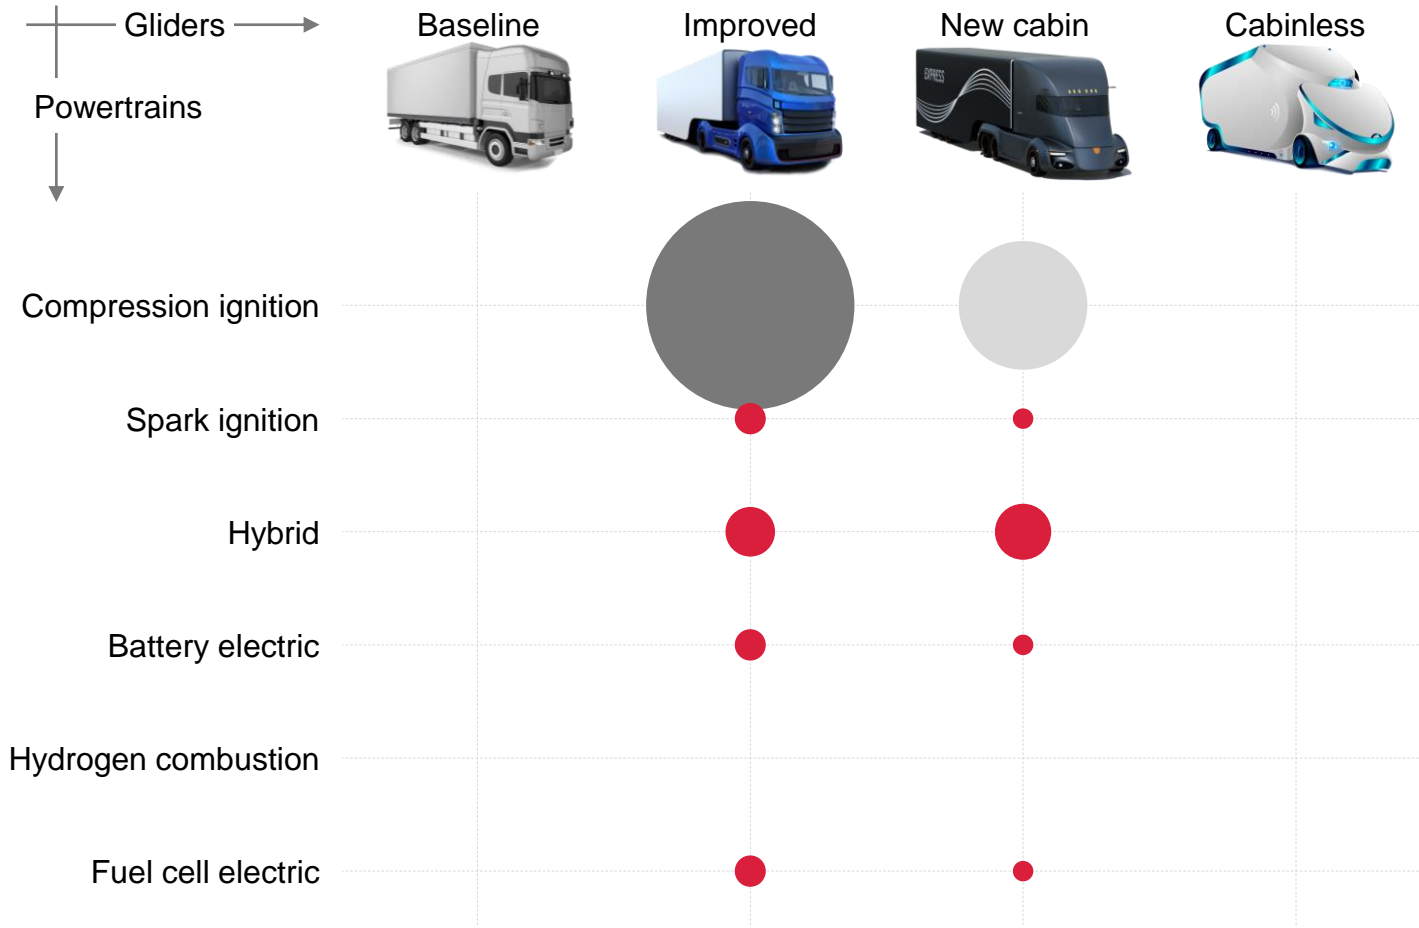 Gliders
Baseline
Improved
New cabin
Cabinless
Powertrains
EXPRESS
Compression ignition
Spark ignition
Hybrid
Battery electric
Hydrogen combustion
Fuel cell electric